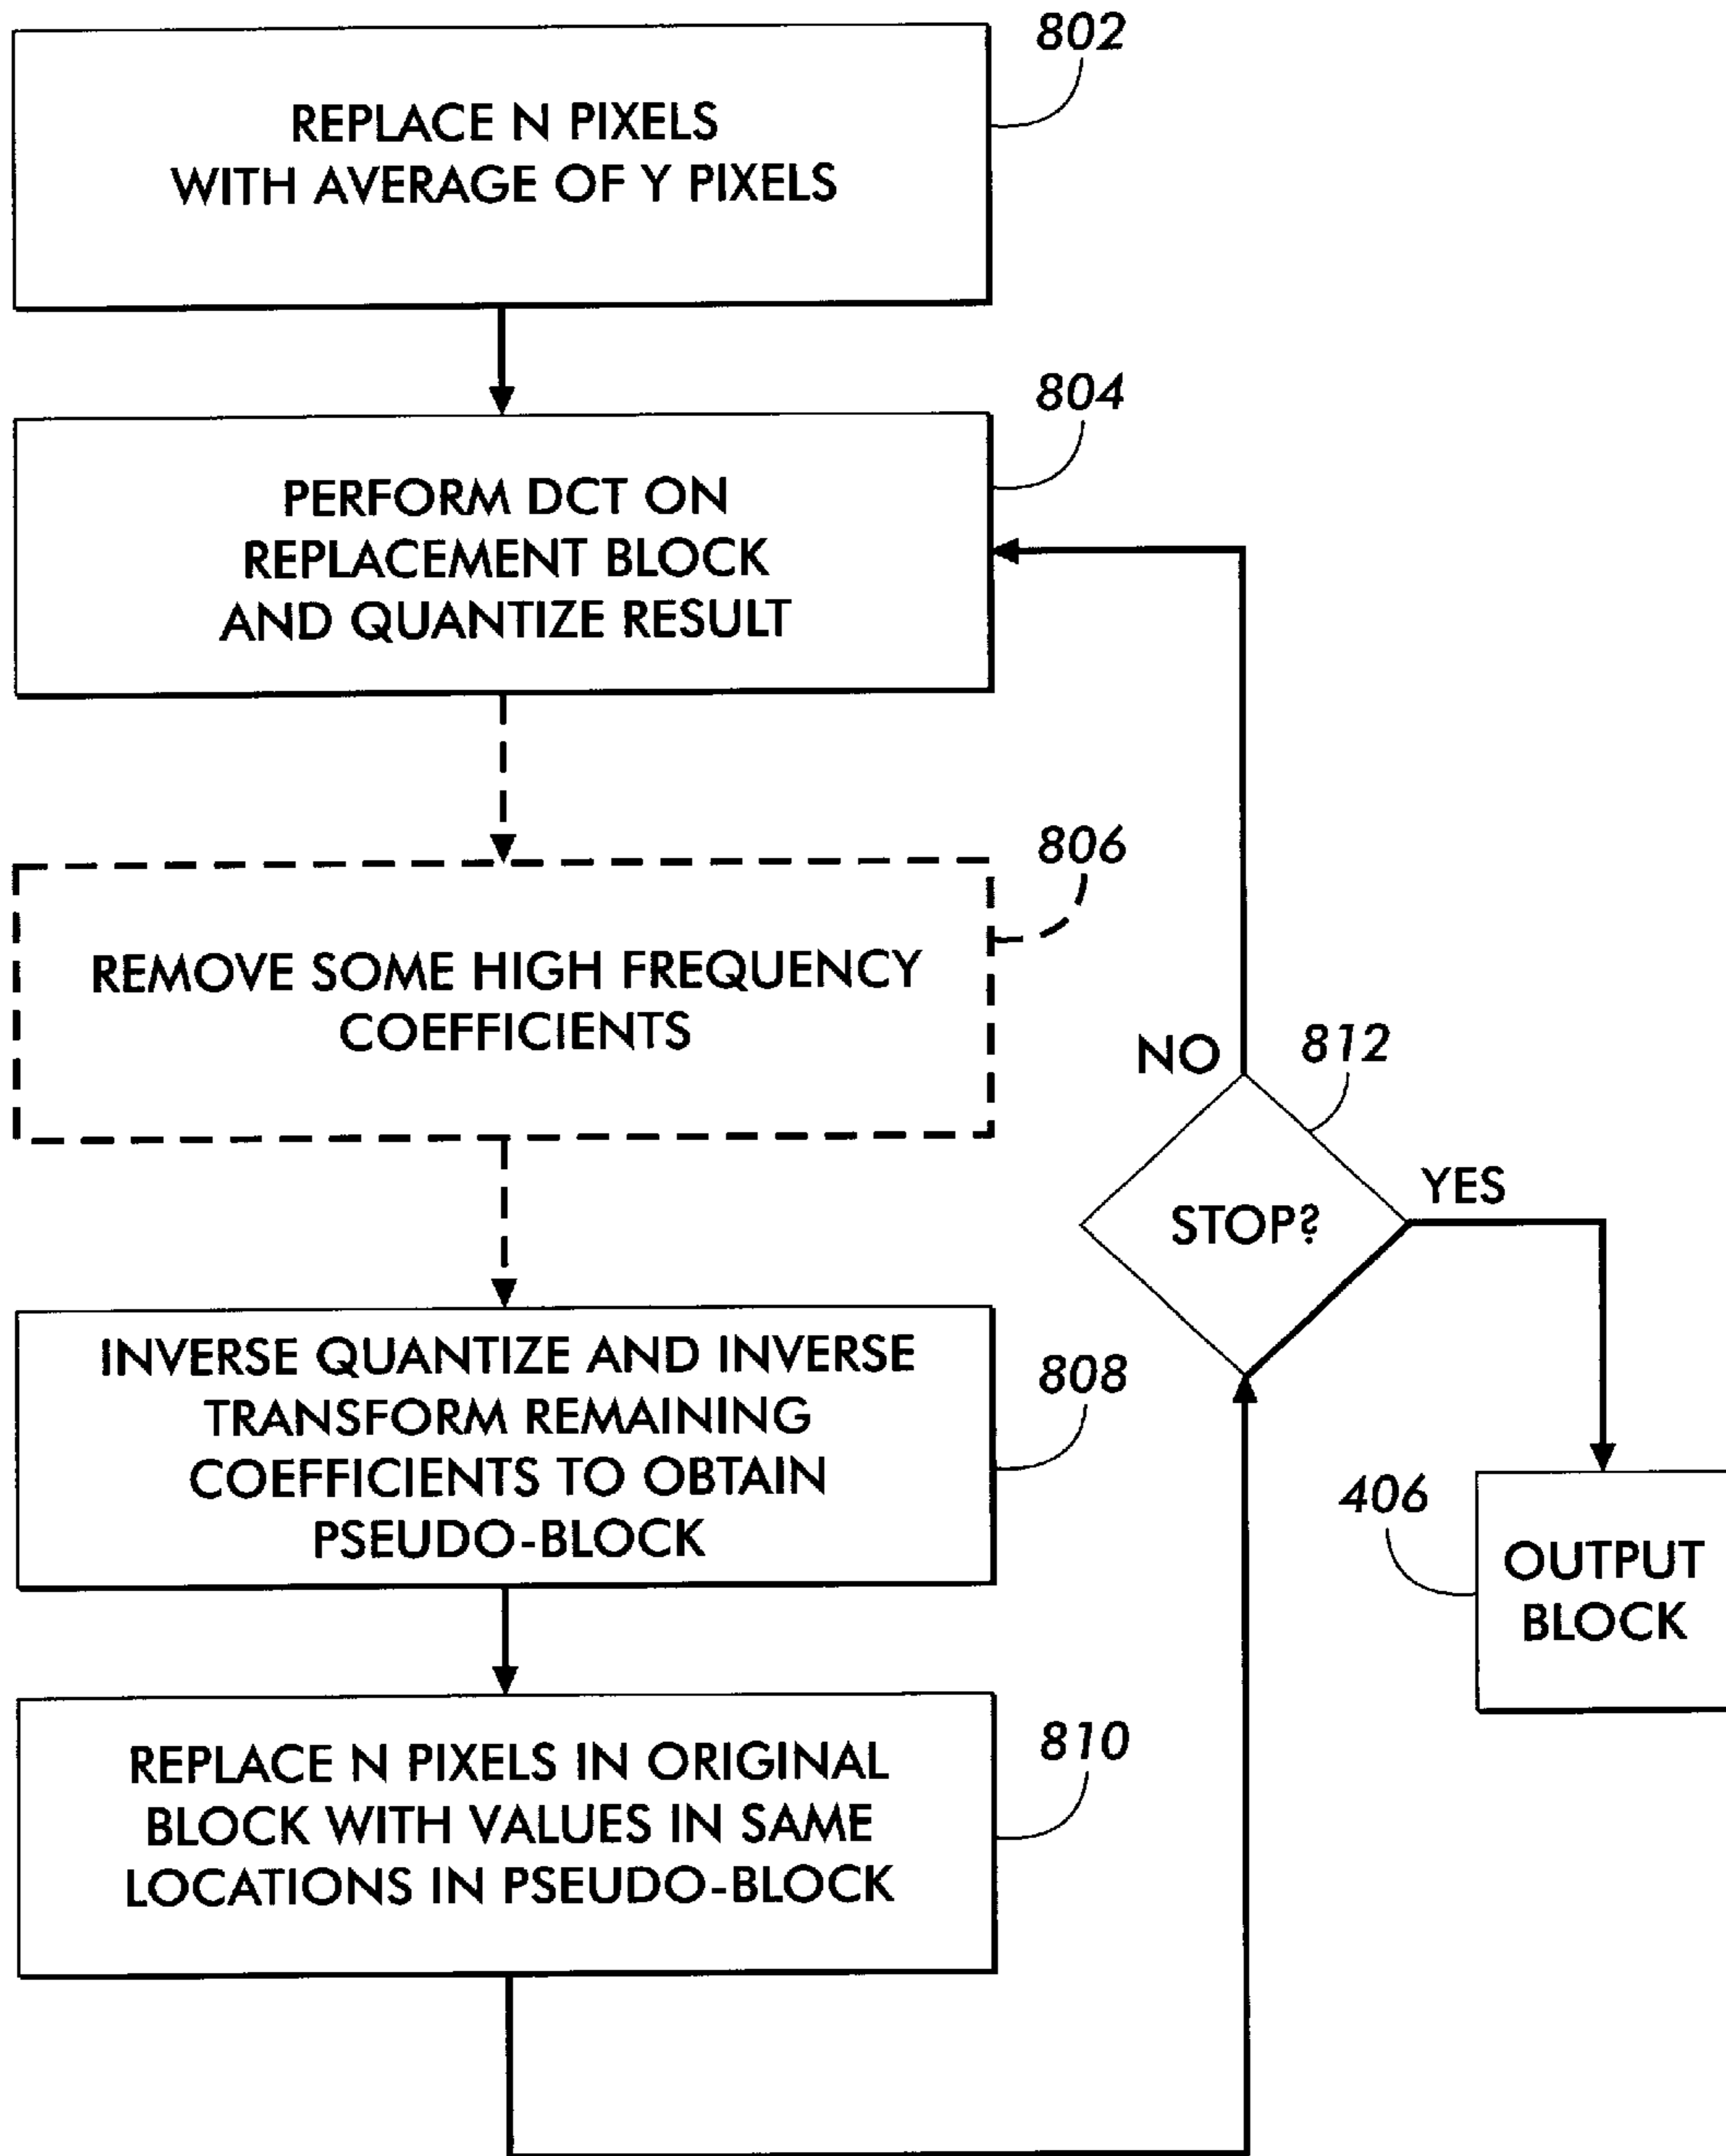 802
REPLACE N PIXELS
WITH AVERAGE OF Y PIXELS
804
PERFORM DCT ON
REPLACEMENT BLOCK
AND QUANTIZE RESULT
806
REMOVE SOME HIGH FREQUENCY
COEFFICIENTS
NO
812
STOP?
YES
INVERSE QUANTIZE AND INVERSE
TRANSFORM REMAINING
COEFFICIENTS TO OBTAIN
PSEUDO-BLOCK
808
406
OUTPUT
BLOCK
810
REPLACE N PIXELS IN ORIGINAL
BLOCK WITH VALUES IN SAME
LOCATIONS IN PSEUDO-BLOCK